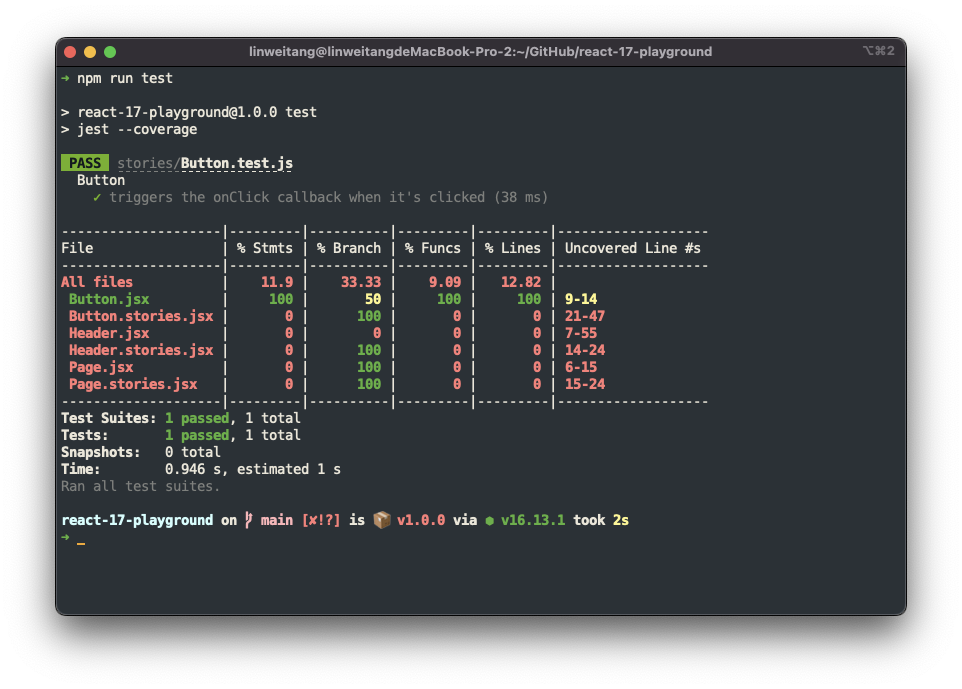 linweitang@linweitangdeMacBook-Pro-2:~/GitHub/react-17-playground ⌥⌘2
➜ npm run test
> react-17-playground@1.0.0 test
> jest --coverage
PASS stories/Button.test.js
Button
✓ triggers the onClick callback when it's clicked (38 ms)
--------------------|---------|----------|---------|---------|-------------------
File                | % Stmts | % Branch | % Funcs | % Lines | Uncovered Line #s
--------------------|---------|----------|---------|---------|-------------------
All files           |    11.9 |    33.33 |    9.09 |   12.82 |
 Button.jsx         |     100 |       50 |     100 |     100 | 9-14
 Button.stories.jsx |       0 |      100 |       0 |       0 | 21-47
 Header.jsx         |       0 |        0 |       0 |       0 | 7-55
 Header.stories.jsx |       0 |      100 |       0 |       0 | 14-24
 Page.jsx           |       0 |      100 |       0 |       0 | 6-15
 Page.stories.jsx   |       0 |      100 |       0 |       0 | 15-24
--------------------|---------|----------|---------|---------|-------------------
Test Suites: 1 passed, 1 total
Tests:       1 passed, 1 total
Snapshots:   0 total
Time:        0.946 s, estimated 1 s
Ran all test suites.
react-17-playground on main [✘!?] is 📦 v1.0.0 via ⬢ v16.13.1 took 2s
➜ _